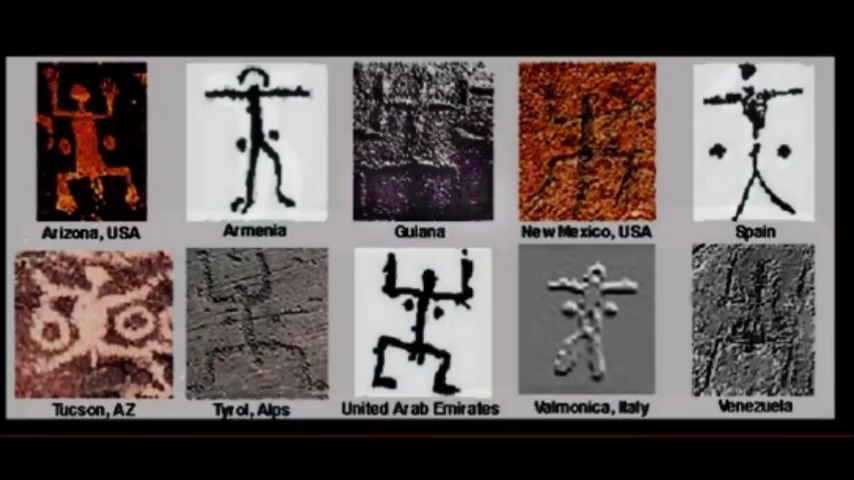 Arizona, USA
Armenia
Guiana
New Mexico, USA
Spain
Tucson, AZ
Tyrol, Alps
United Arab Emirates
Valmonica, Italy
Venezuela